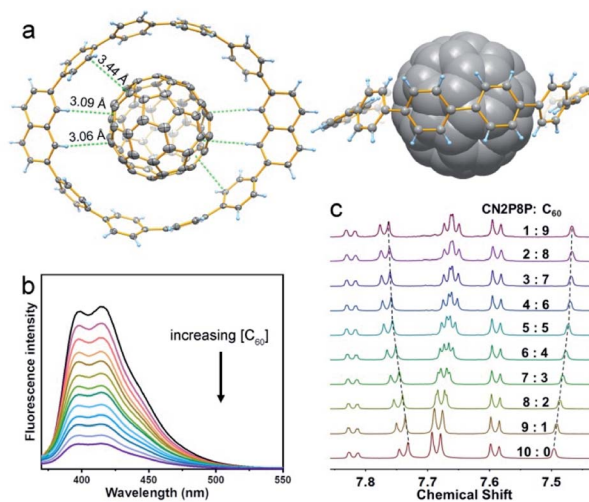 a
3.44 Å
3.09 Å
3.06 Å
b
Fluorescence intensity
increasing [C60]
400 450 500 550
Wavelength (nm)
c
CN2P8P: C60
1 : 9
2 : 8
3 : 7
4 : 6
5 : 5
6 : 4
7 : 3
8 : 2
9 : 1
10 : 0
7.8 7.7 7.6 7.5
Chemical Shift